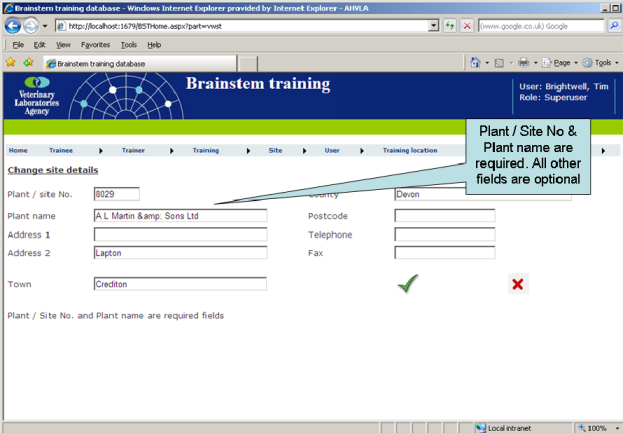 Brainstem training database - Windows Internet Explorer provided by Internet Explorer - AHVLA
http://localhost:1679/BSTHome.aspx?part=vwst
(www.google.co.uk) Google
File Edit View Favorites Tools Help
Brainstem training database
Page Tools
Veterinary
Laboratories
Agency
Brainstem training
User: Brightwell, Tim
Role: Superuser
Plant / Site No &
Plant name are
required. All other
fields are optional
Home Trainee Trainer Training Site User Training location
Change site details
Plant / site No. 8029
County Devon
Plant name A L Martin &amp; Sons Ltd Postcode
Address 1 Telephone
Address 2 Lapton Fax
Town Crediton
Plant / Site No. and Plant name are required fields
Local intranet 100%